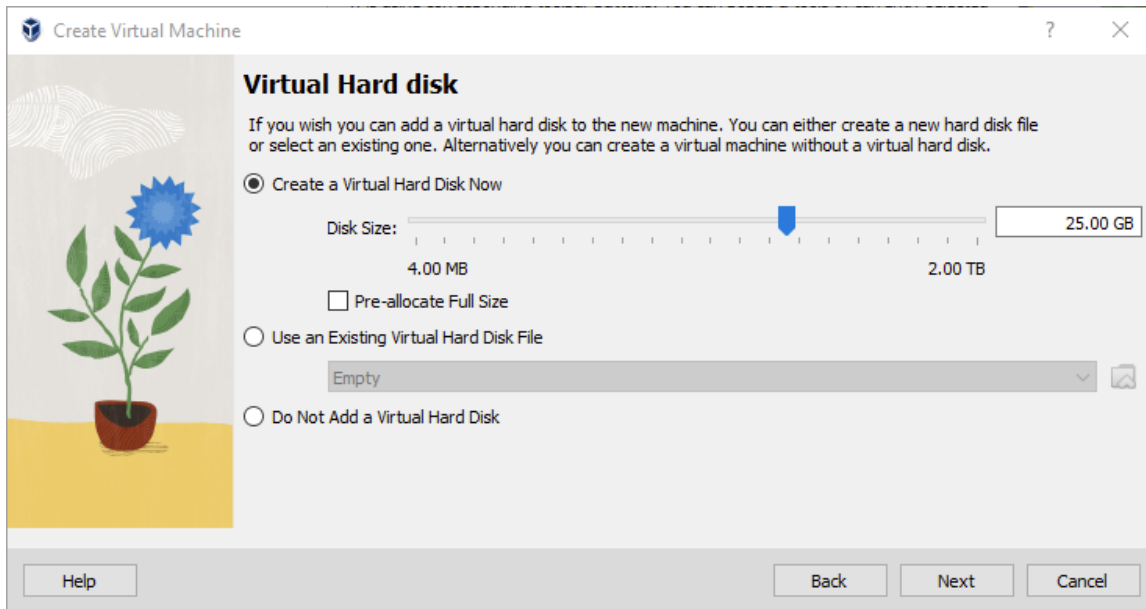 Create Virtual Machine
?
Virtual Hard disk
If you wish you can add a virtual hard disk to the new machine. You can either create a new hard disk file
or select an existing one. Alternatively you can create a virtual machine without a virtual hard disk.
Create a Virtual Hard Disk Now
Disk Size:
25.00 GB
4.00 MB
2.00 TB
Pre-allocate Full Size
Use an Existing Virtual Hard Disk File
Empty
Do Not Add a Virtual Hard Disk
Help
Back
Next
Cancel